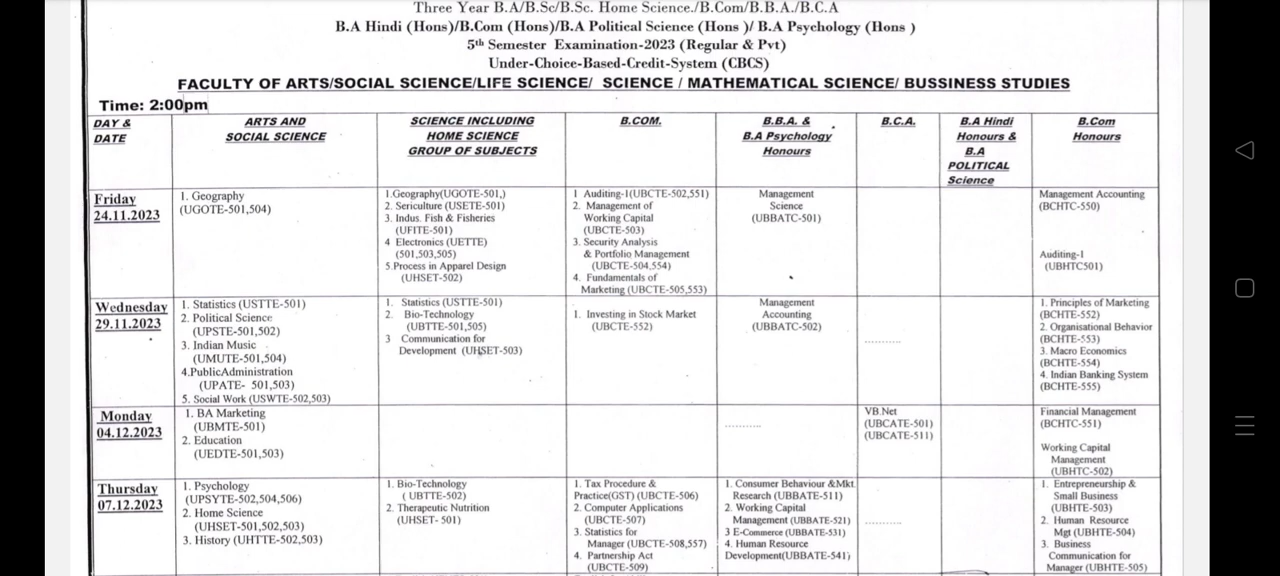 Three Year B.A/B.Sc/B.Sc. Home Science./B.Com/B.B.A./B.C.A
B.A Hindi (Hons)/B.Com (Hons)/B.A Political Science (Hons )/ B.A Psychology (Hons )
5th Semester Examination-2023 (Regular & Pvt)
Under-Choice-Based-Credit-System (CBCS)
FACULTY OF ARTS/SOCIAL SCIENCE/LIFE SCIENCE/ SCIENCE / MATHEMATICAL SCIENCE/ BUSSINESS STUDIES
Time: 2:00pm
DAY &
DATE
ARTS AND
SOCIAL SCIENCE
SCIENCE INCLUDING
HOME SCIENCE
GROUP OF SUBJECTS
B.COM.
B.B.A. &
B.A Psychology
Honours
B.C.A.
B.A Hindi
Honours &
B.A
POLITICAL
Science
B.Com
Honours
Friday
24.11.2023
1. Geography
(UGOTE-501,504)
1.Geography(UGOTE-501,)
2. Sericulture (USETE-501)
3. Indus. Fish & Fisheries
(UFITE-501)
4 Electronics (UETTE)
(501,503,505)
5.Process in Apparel Design
(UHSET-502)
1 Auditing-I(UBCTE-502,551)
2. Management of
Working Capital
(UBCTE-503)
3. Security Analysis
& Portfolio Management
(UBCTE-504,554)
4. Fundamentals of
Marketing (UBCTE-505,553)
Management
Science
(UBBATC-501)
Management Accounting
(BCHTC-550)
Auditing-I
(UBHTC501)
Wednesday
29.11.2023
1. Statistics (USTTE-501)
2. Political Science
(UPSTE-501,502)
3. Indian Music
(UMUTE-501,504)
4.PublicAdministration
(UPATE- 501,503)
5. Social Work (USWTE-502,503)
1. Statistics (USTTE-501)
2. Bio-Technology
(UBTTE-501,505)
3 Communication for
Development (UHSET-503)
1. Investing in Stock Market
(UBCTE-552)
Management
Accounting
(UBBATC-502)
...........
1. Principles of Marketing
(BCHTE-552)
2. Organisational Behavior
(BCHTE-553)
3. Macro Economics
(BCHTE-554)
4. Indian Banking System
(BCHTE-555)
Monday
04.12.2023
1. BA Marketing
(UBMTE-501)
2. Education
(UEDTE-501,503)
...........
VB.Net
(UBCATE-501)
(UBCATE-511)
Financial Management
(BCHTC-551)
Working Capital
Management
(UBHTC-502)
Thursday
07.12.2023
1. Psychology
(UPSYTE-502,504,506)
2. Home Science
(UHSET-501,502,503)
3. History (UHTTE-502,503)
1. Bio-Technology
( UBTTE-502)
2. Therapeutic Nutrition
(UHSET- 501)
1. Tax Procedure &
Practice(GST) (UBCTE-506)
2. Computer Applications
(UBCTE-507)
3. Statistics for
Manager (UBCTE-508,557)
4. Partnership Act
(UBCTE-509)
1. Consumer Behaviour &Mkt.
Research (UBBATE-511)
2. Working Capital
Management (UBBATE-521)
3 E-Commerce (UBBATE-531)
4. Human Resource
Development(UBBATE-541)
...........
1. Entrepreneurship &
Small Business
(UBHTE-503)
2. Human Resource
Mgt (UBHTE-504)
3. Business
Communication for
Manager (UBHTE-505)